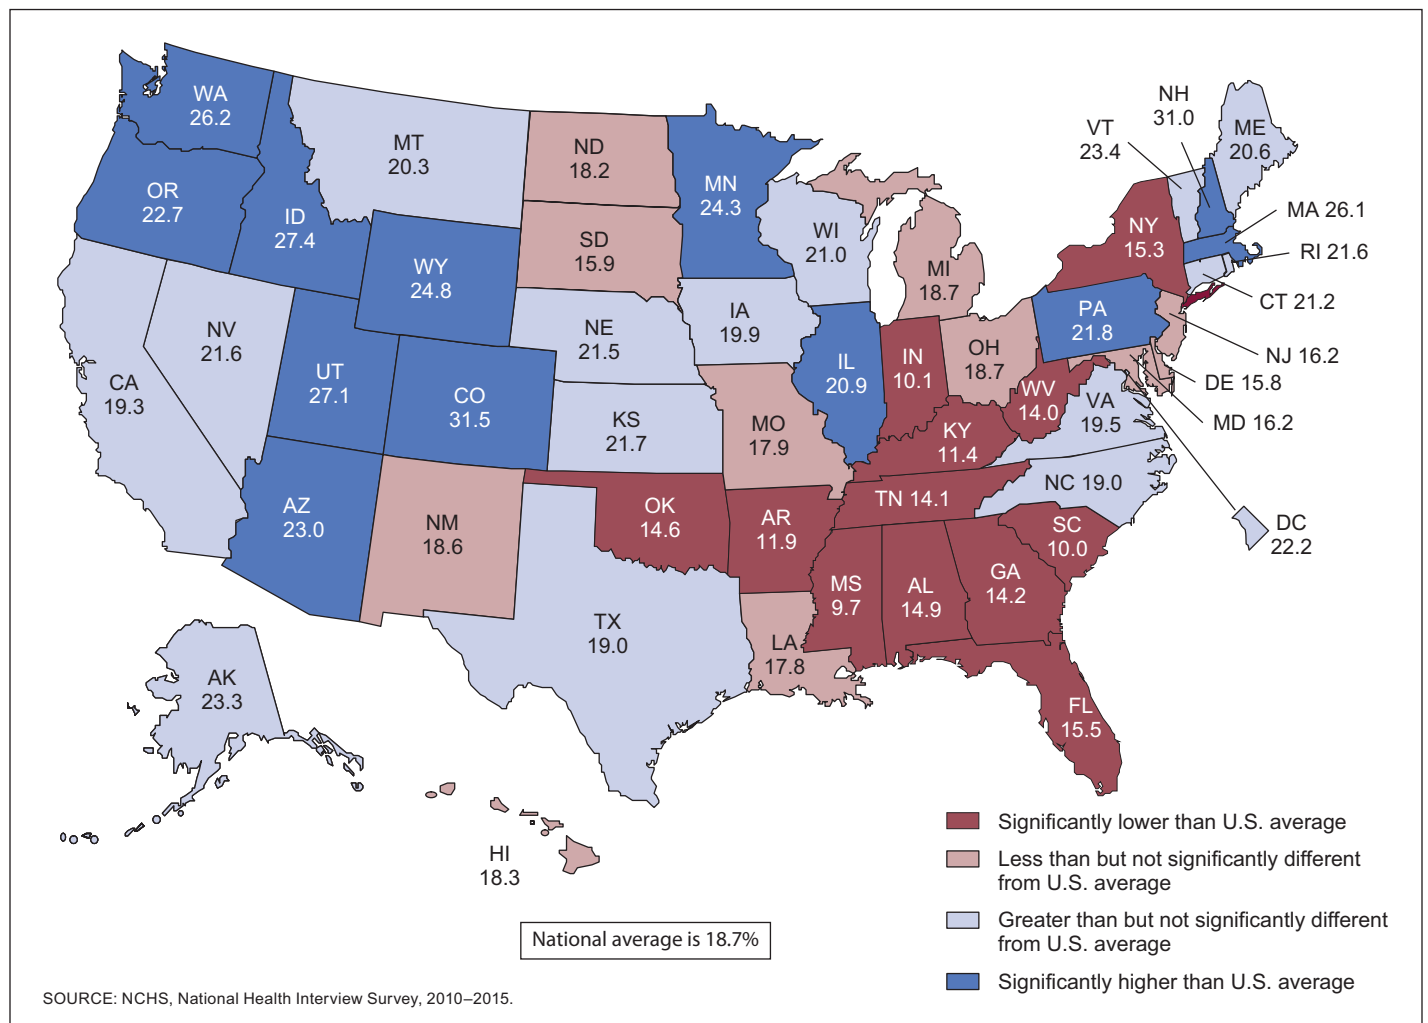 WA
26.2
MT
20.3
ND
18.2
MN
24.3
NH
31.0
VT
23.4
ME
20.6
OR
22.7
ID
27.4
WY
24.8
SD
15.9
WI
21.0
MI
18.7
NY
15.3
MA 26.1
RI 21.6
CT 21.2
NV
21.6
UT
27.1
CO
31.5
NE
21.5
IA
19.9
IL
20.9
IN
10.1
OH
18.7
PA
21.8
NJ 16.2
DE 15.8
MD 16.2
CA
19.3
KS
21.7
MO
17.9
KY
11.4
WV
14.0
VA
19.5
AZ
23.0
NM
18.6
OK
14.6
AR
11.9
TN 14.1
NC 19.0
SC
10.0
DC
22.2
TX
19.0
LA
17.8
MS
9.7
AL
14.9
GA
14.2
FL
15.5
AK
23.3
HI
18.3
Significantly lower than U.S. average
Less than but not significantly different
from U.S. average
Greater than but not significantly different
from U.S. average
Significantly higher than U.S. average
National average is 18.7%
SOURCE: NCHS, National Health Interview Survey, 2010–2015.